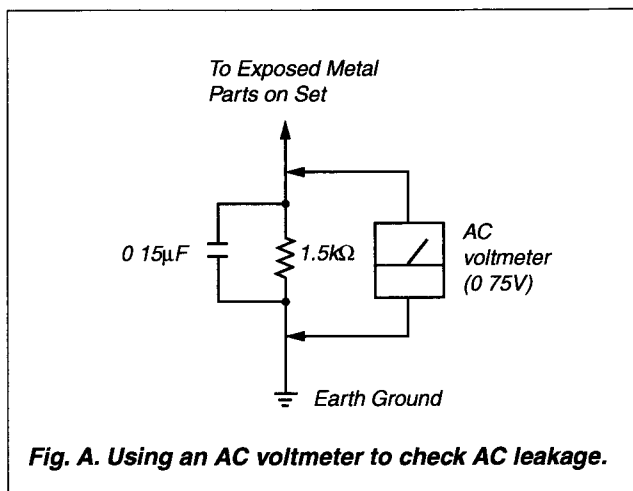 To Exposed Metal
Parts on Set
0 15μF
1.5kΩ
AC
voltmeter
(0 75V)
Earth Ground
Fig. A. Using an AC voltmeter to check AC leakage.